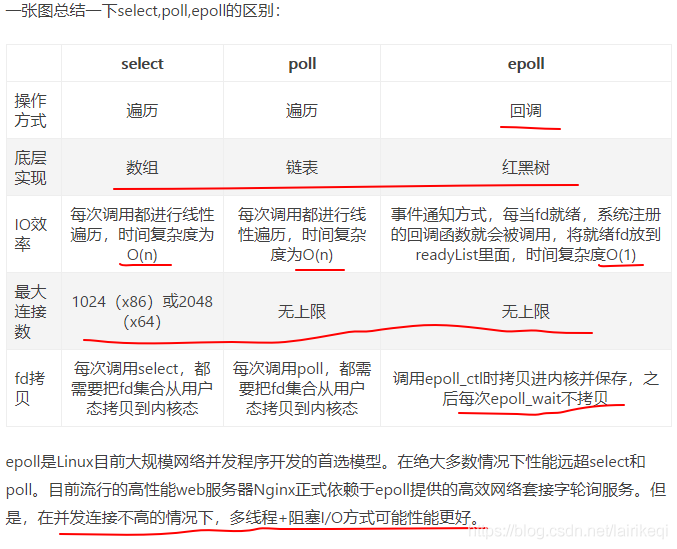 一张图总结一下select,poll,epoll的区别：
select poll epoll
操作
方式
遍历
遍历
回调
底层
实现
数组
链表
红黑树
IO效
率
每次调用都进行线性
遍历，时间复杂度为
O(n)
每次调用都进行线
性遍历，时间复杂
度为O(n)
事件通知方式，每当fd就绪，系统注册
的回调函数就会被调用，将就绪fd放到
readyList里面，时间复杂度O(1)
最大
连接
数
1024（x86）或2048
（x64）
无上限
无上限
fd拷
贝
每次调用select，都
需要把fd集合从用户
态拷贝到内核态
每次调用poll，都需
要把fd集合从用户
态拷贝到内核态
调用epoll_ctl时拷贝进内核并保存，之
后每次epoll_wait不拷贝
epoll是Linux目前大规模网络并发程序开发的首选模型。在绝大多数情况下性能远超select和
poll。目前流行的高性能web服务器Nginx正式依赖于epoll提供的高效网络套接字轮询服务。但
是，在并发连接不高的情况下，多线程+阻塞I/O方式可能性能更好。
https://blog.csdn.net/lairikeqi